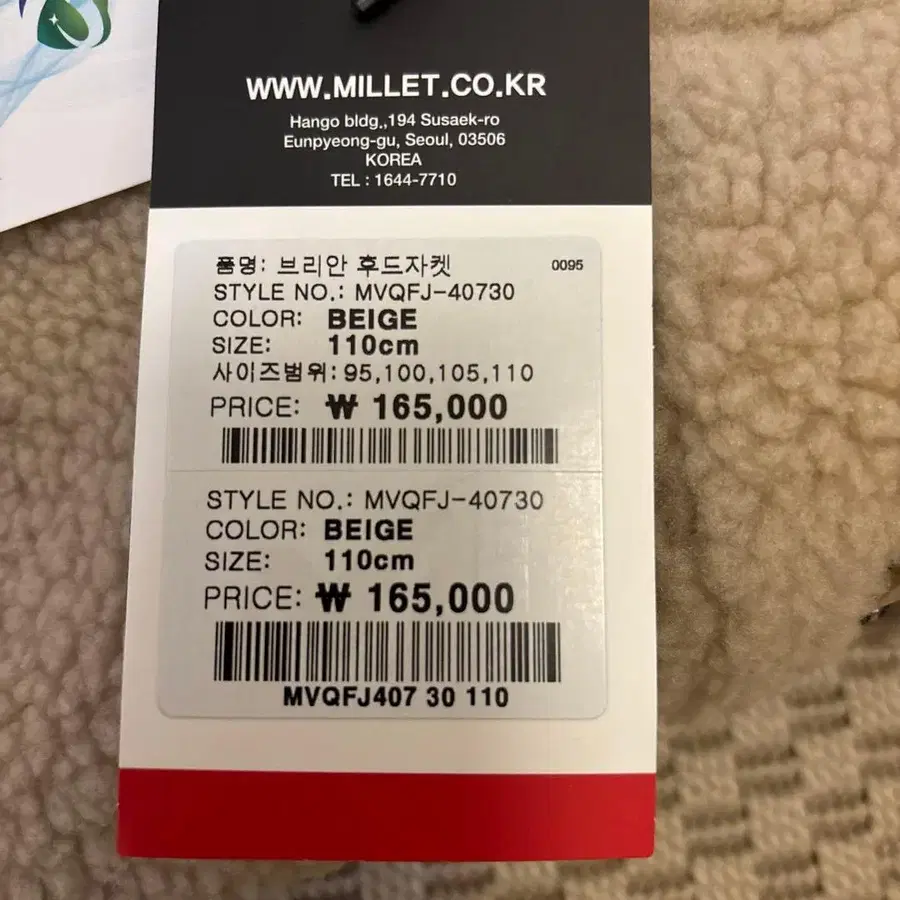 WWW.MILLET.CO.KR
Hango bldg.,194 Susaek-ro
Eunpyeong-gu, Seoul, 03506
KOREA
TEL : 1644-7710
품명: 브리안 후드자켓 0095
STYLE NO.: MVQFJ-40730
COLOR: BEIGE
SIZE: 110cm
사이즈범위: 95,100,105,110
PRICE: ₩ 165,000
STYLE NO.: MVQFJ-40730
COLOR: BEIGE
SIZE: 110cm
PRICE: ₩ 165,000
MVQFJ407 30 110